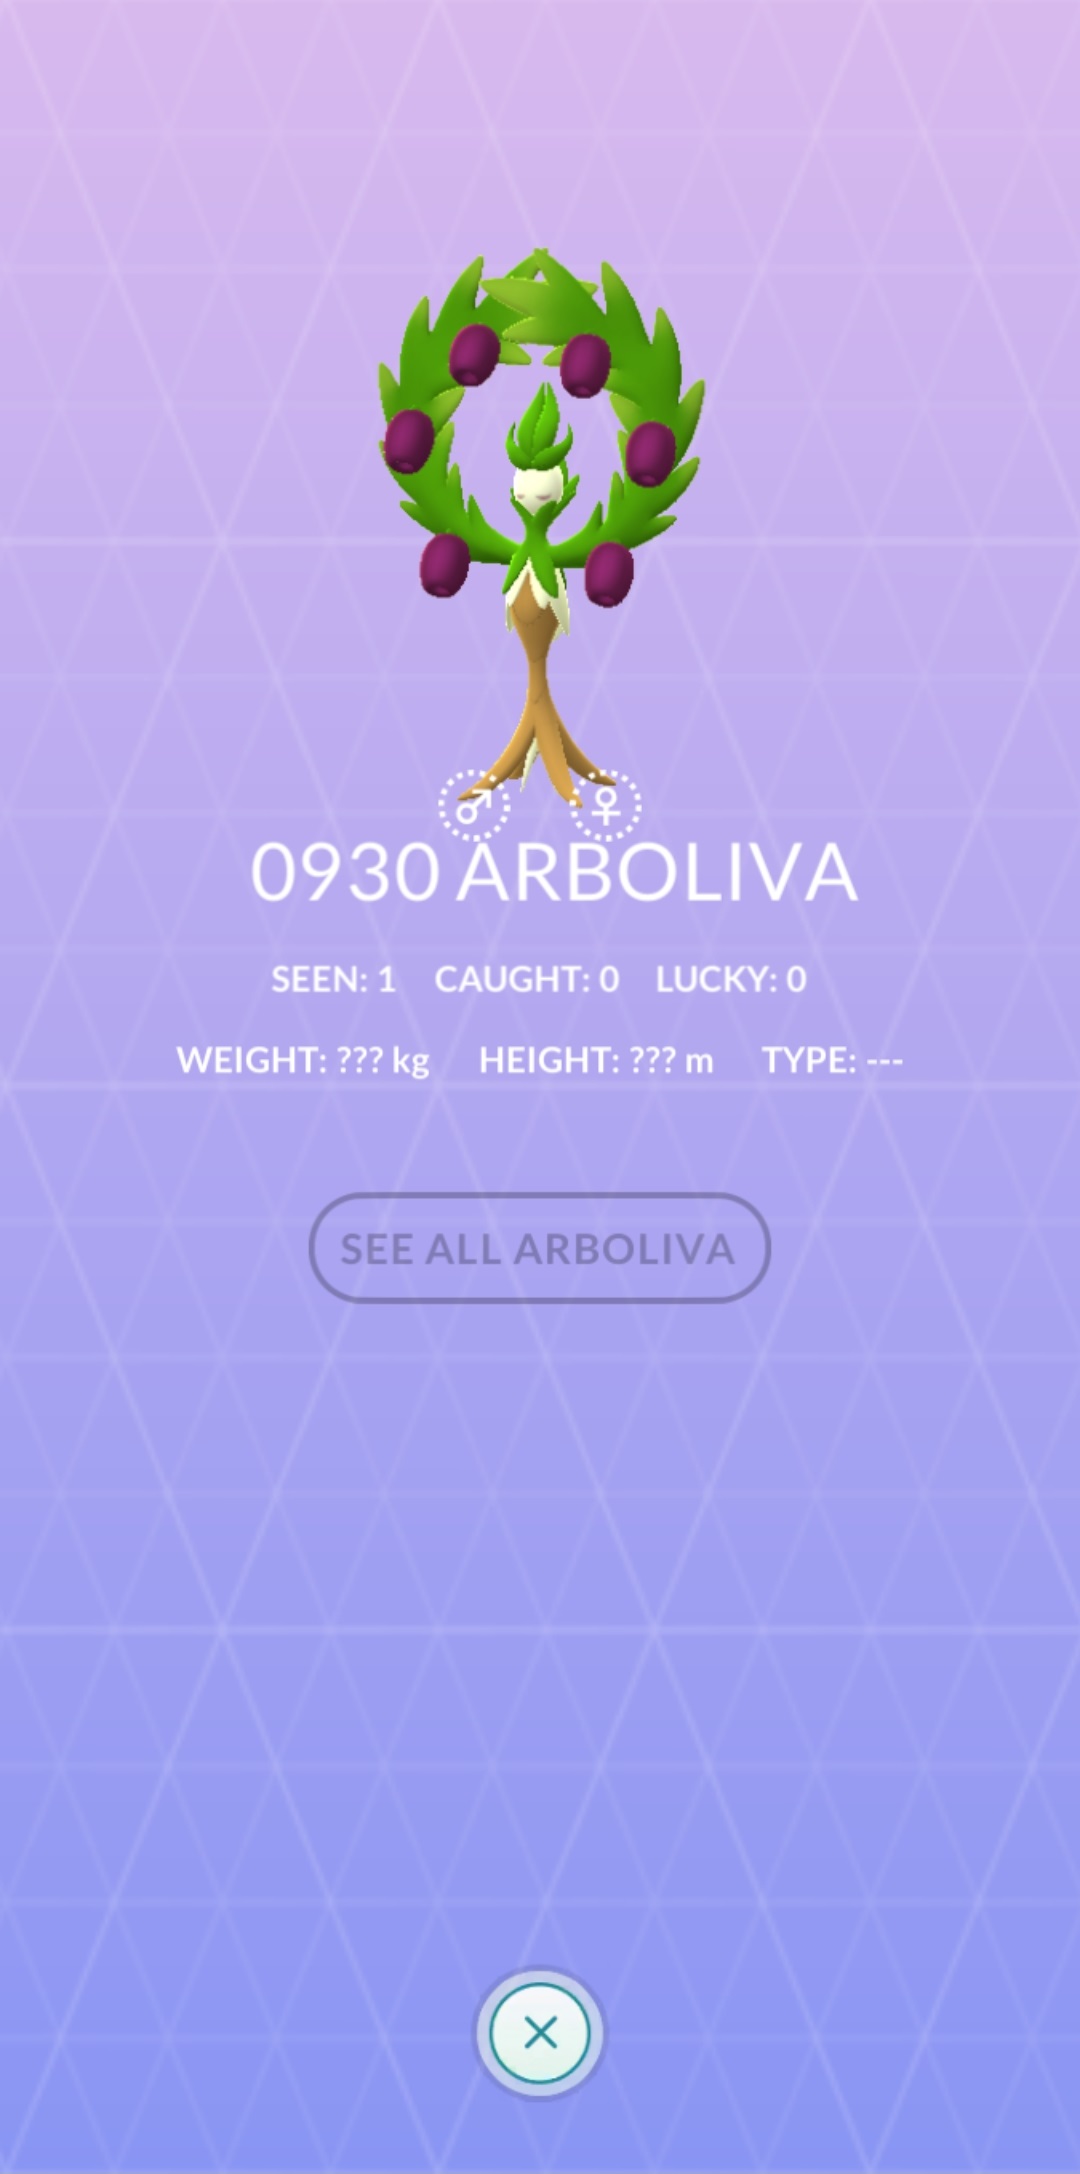 0930 ARBOLIVA
SEEN: 1 CAUGHT: 0 LUCKY: 0
WEIGHT: ??? kg HEIGHT: ??? m TYPE: ---
SEE ALL ARBOLIVA